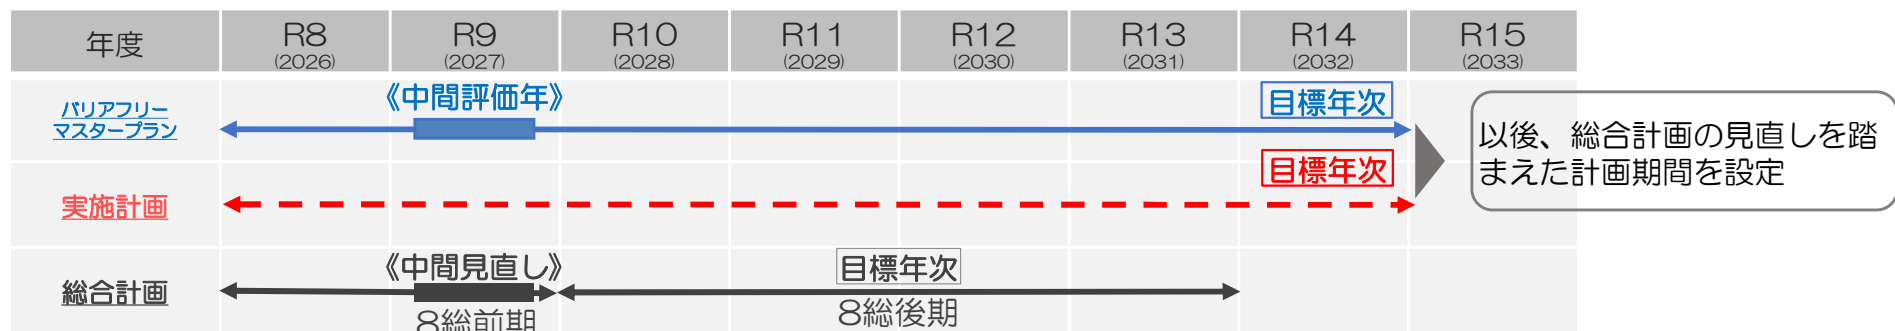 年度
R8
(2026)
R9
(2027)
R10
(2028)
R11
(2029)
R12
(2030)
R13
(2031)
R14
(2032)
R15
(2033)
バリアフリー
マスタープラン
《中間評価年》
目標年次
以後、総合計画の見直しを踏
まえた計画期間を設定
実施計画
目標年次
総合計画
《中間見直し》
目標年次
8総前期
8総後期